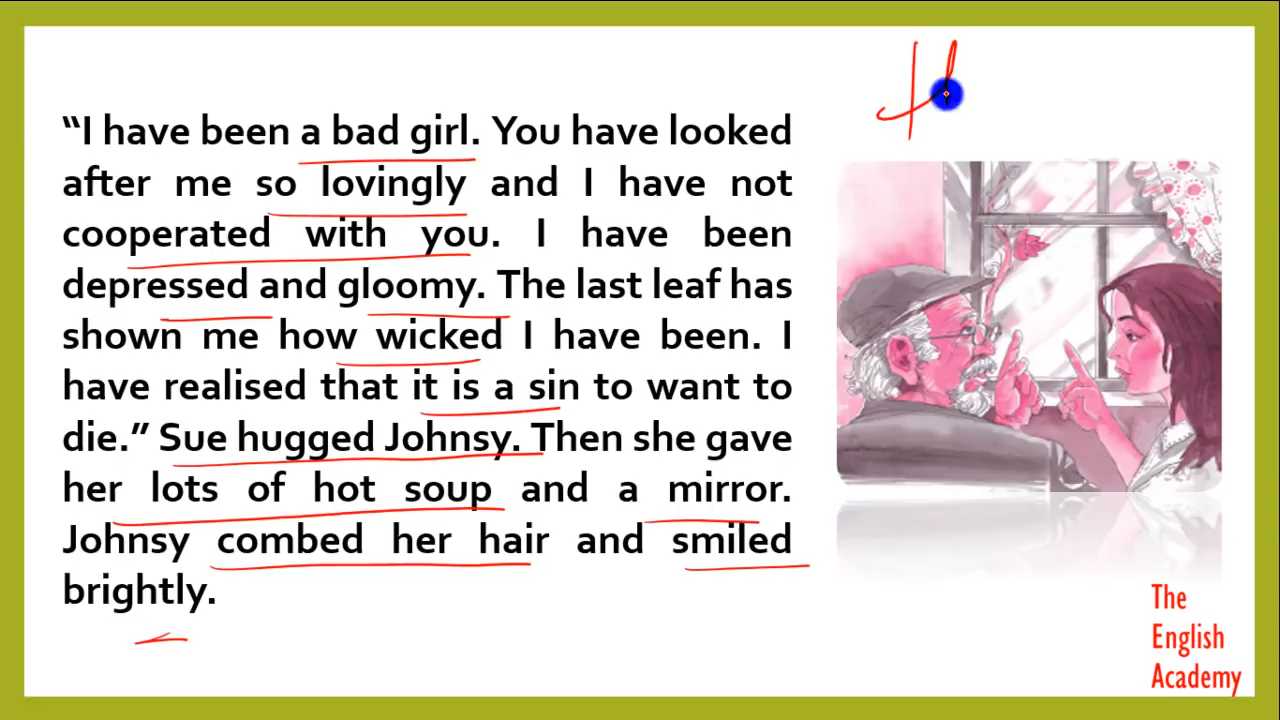 “I have been a bad girl. You have looked
after me so lovingly and I have not
cooperated with you. I have been
depressed and gloomy. The last leaf has
shown me how wicked I have been. I
have realised that it is a sin to want to
die.” Sue hugged Johnsy. Then she gave
her lots of hot soup and a mirror.
Johnsy combed her hair and smiled
brightly.
The
English
Academy